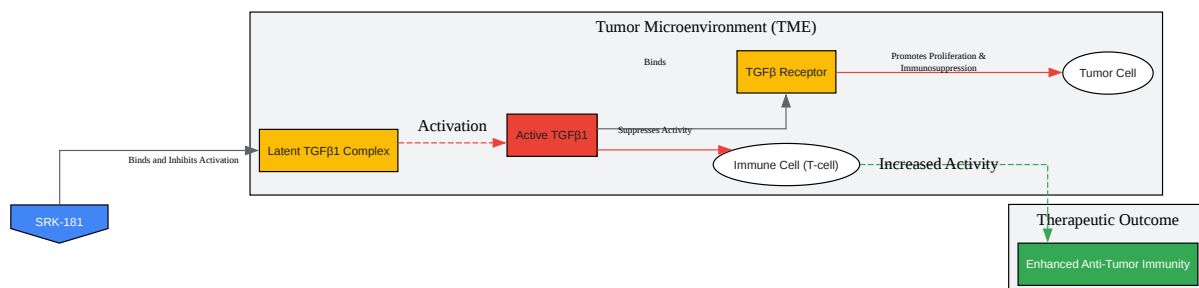 Tumor Microenvironment (TME)
Binds
TGFβ Receptor
Promotes Proliferation &
Immunosuppression
Tumor Cell
Activation
Active TGFβ1
Suppresses Activity
Latent TGFβ1 Complex
Binds and Inhibits Activation
Immune Cell (T-cell)
Increased Activity
SRK-181
Therapeutic Outcome
Enhanced Anti-Tumor Immunity